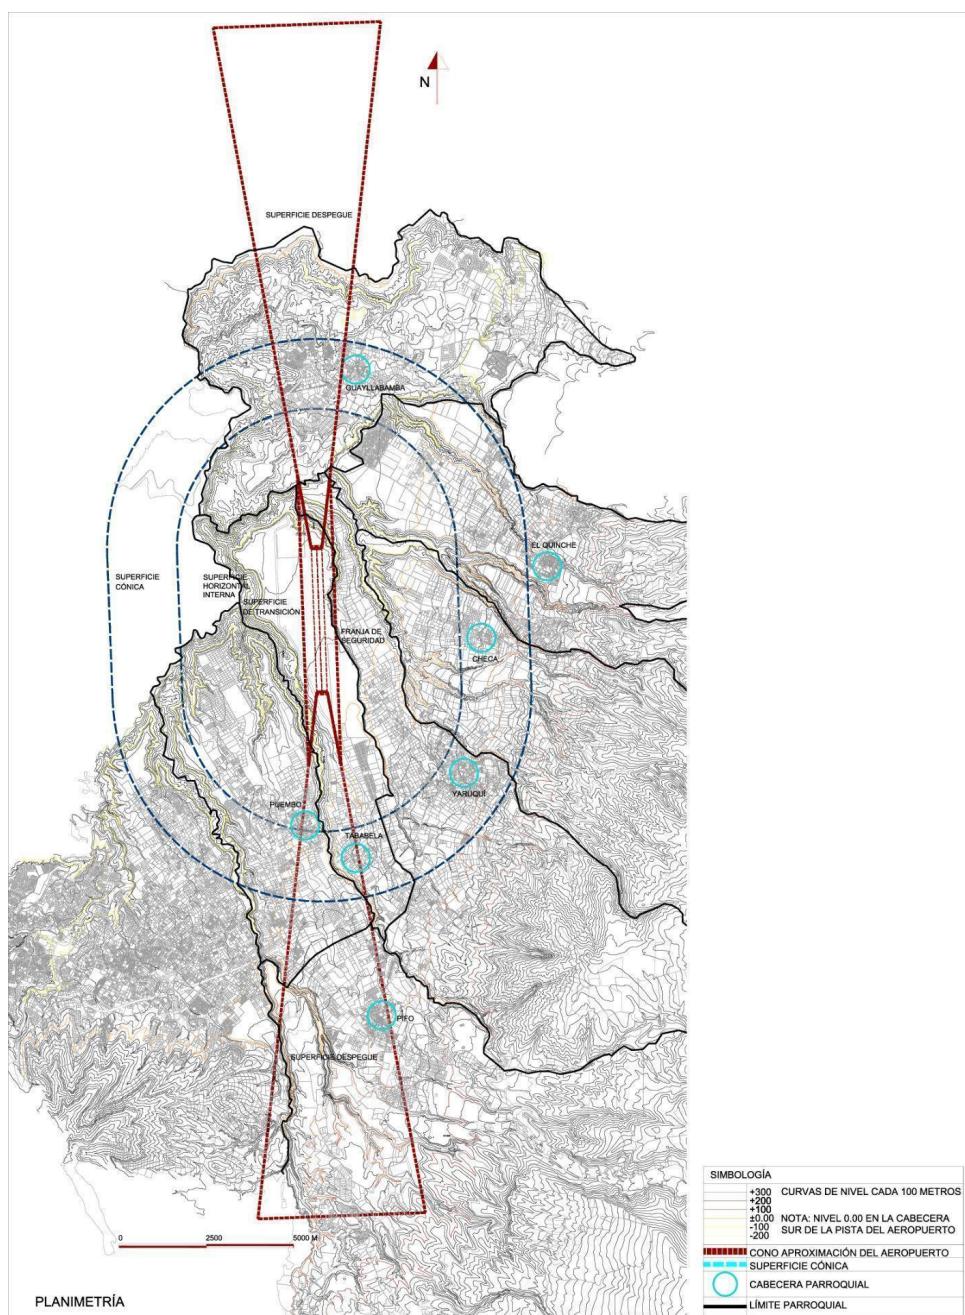 N
SUPERFICIE DESPEGUE
GUAYLLABAMBA
EL QUINCHE
SUPERFICIE
CÓNICA
SUPERFICIE
HORIZONTAL
INTERNA
SUPERFICIE
DE TRANSICIÓN
FRANJA DE
SEGURIDAD
CHECA
YARUQUÍ
PUEMBO
TABABELA
PIFO
SUPERFICIE DESPEGUE
0 2500 5000 M
PLANIMETRÍA
SIMBOLOGÍA
+300 CURVAS DE NIVEL CADA 100 METROS
+200
+100
±0.00 NOTA: NIVEL 0.00 EN LA CABECERA
-100 SUR DE LA PISTA DEL AEROPUERTO
-200
CONO APROXIMACIÓN DEL AEROPUERTO
SUPERFICIE CÓNICA
CABECERA PARROQUIAL
LÍMITE PARROQUIAL